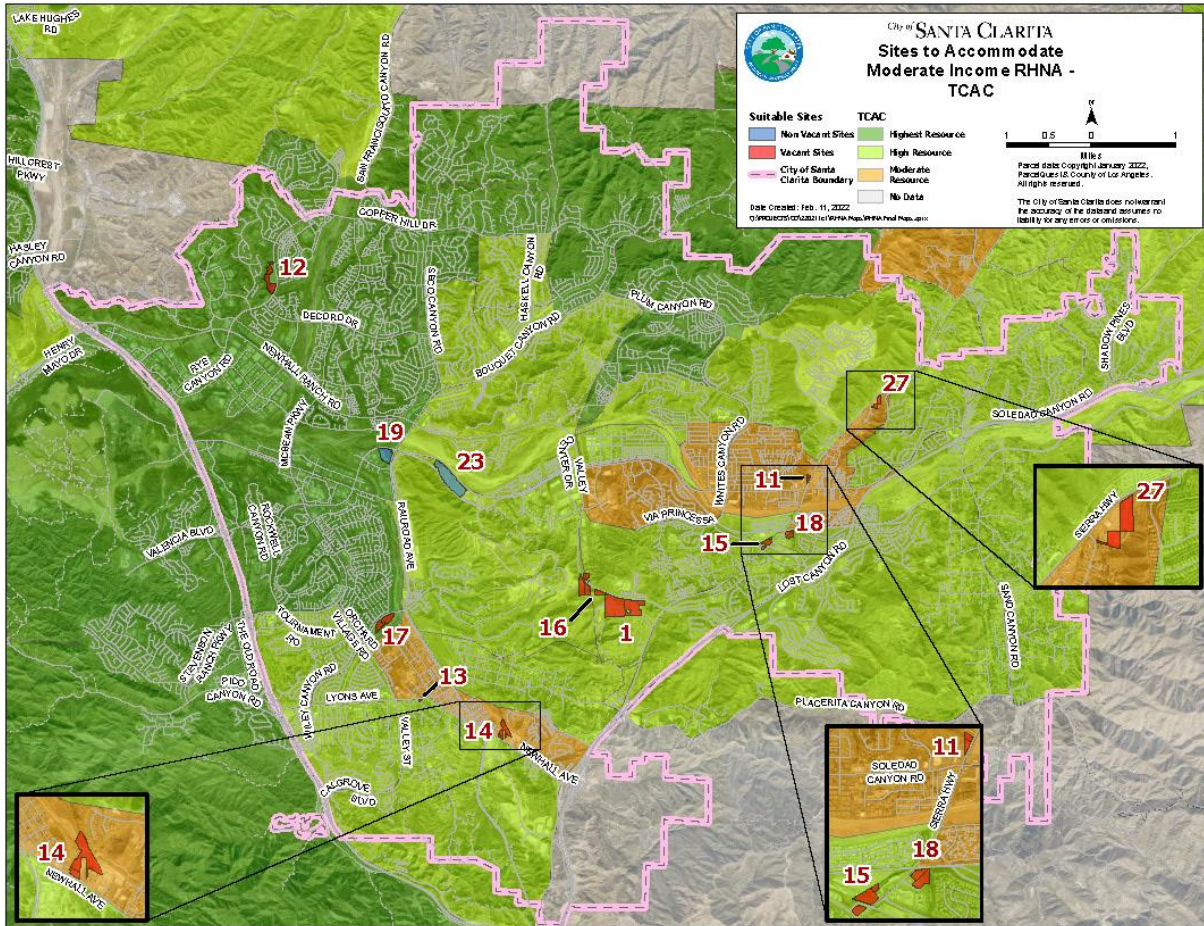 City of SANTA CLARITA
Sites to Accommodate
Moderate Income RHNA -
TCAC
Suitable Sites
Non Vacant Sites
Vacant Sites
City of Santa
Clarita Boundary
TCAC
Highest Resource
High Resource
Moderate
Resource
No Data
Date Created: Feb. 11, 2022
N
1 0.5 0 1
Miles
Parcel data: Copyright January 2022,
ParcelQuest & County of Los Angeles.
All rights reserved.
The City of Santa Clarita does not warrant
the accuracy of the data and assumes no
liability for any errors or omissions.
LAKE HUGHES
RD
SAN FRANCISQUITO CANYON RD
HILLCREST
PKWY
HASLEY
CANYON RD
COPPER HILL DR
12
DECORO DR
SECO CANYON RD
HASKELL CANYON
RD
PLUM CANYON RD
BOUQUET CANYON RD
HENRY
MAYO DR
RYE
CANYON RD
NEWHALL RANCH RD
MCBEAN PKWY
SHADOW PINES
BLVD
SOLEDAD CANYON RD
27
19
23
CENTER DR
VALLEY
WHITES CANYON RD
11
VIA PRINCESSA
18
15
LOST CANYON RD
SAND CANYON RD
27
SERRA HWY
VALENCIA BLVD
ROCKWELL
CANYON RD
RAILROAD AVE
16
1
STEVENSON
RANCH PKWY
PICO
CANYON RD
THE OLD ROAD
TOURNAMENT
RD
ORCHARD
VILLAGE RD
17
WILEY CANYON RD
LYONS AVE
13
VALLEY ST
14
NEWHALL AVE
PLACERITA CANYON RD
CALGROVE
BLVD
14
NEWHALL AVE
11
SOLEDAD
CANYON RD
SIERRA HWY
18
15